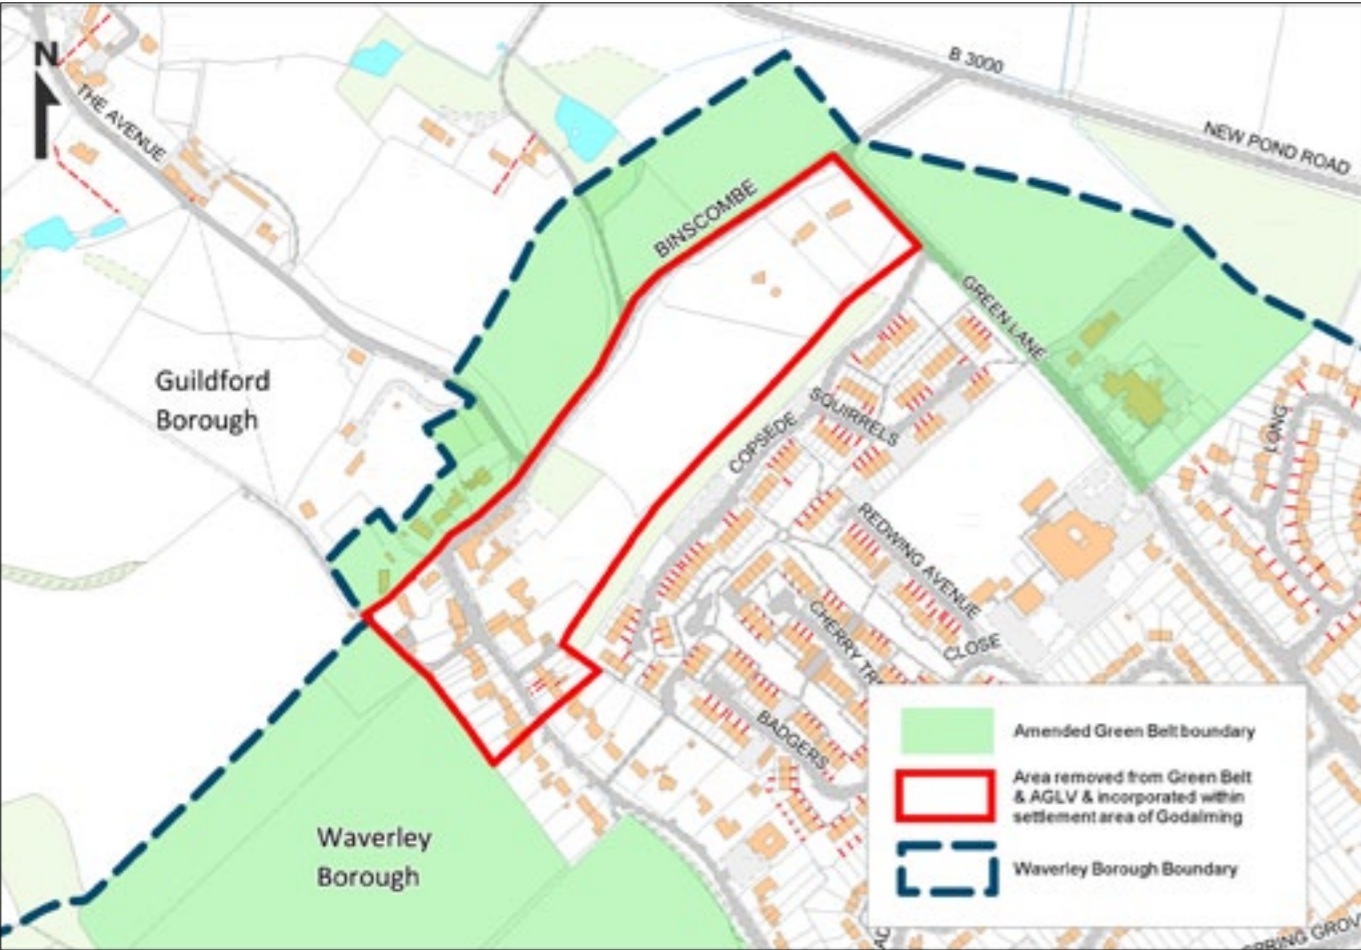 N
THE AVENUE
B 3000
NEW POND ROAD
BINSCOMBE
GREEN LANE
Guildford
Borough
SQUIRRELS
COPSEDE
LONG
REDWING AVENUE
CHERRY TR
CLOSE
BADGERS
Waverley
Borough
Amended Green Belt boundary
Area removed from Green Belt
& AGLV & incorporated within
settlement area of Godalming
Waverley Borough Boundary